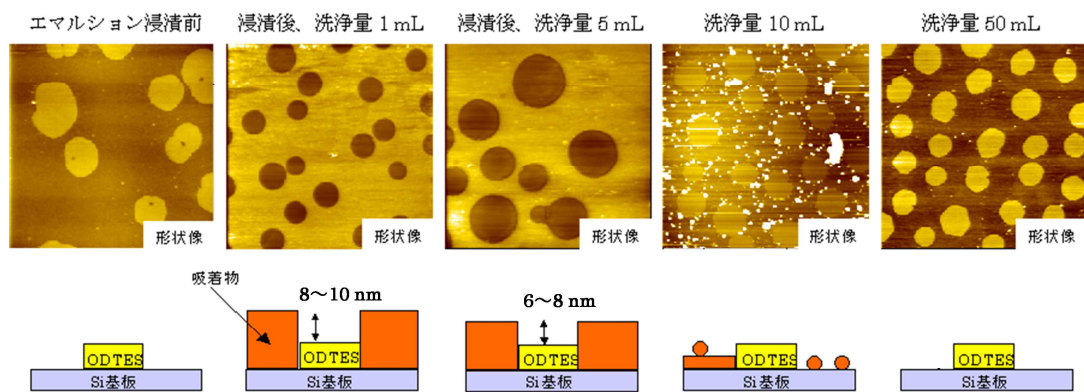 エマルション浸漬前
浸漬後、洗浄量 1 mL
浸漬後、洗浄量 5 mL
洗浄量 10 mL
洗浄量 50 mL
形状像
形状像
形状像
形状像
形状像
吸着物
8～10 nm
6～8 nm
ODTES
ODTES
ODTES
ODTES
ODTES
Si基板
Si基板
Si基板
Si基板
Si基板